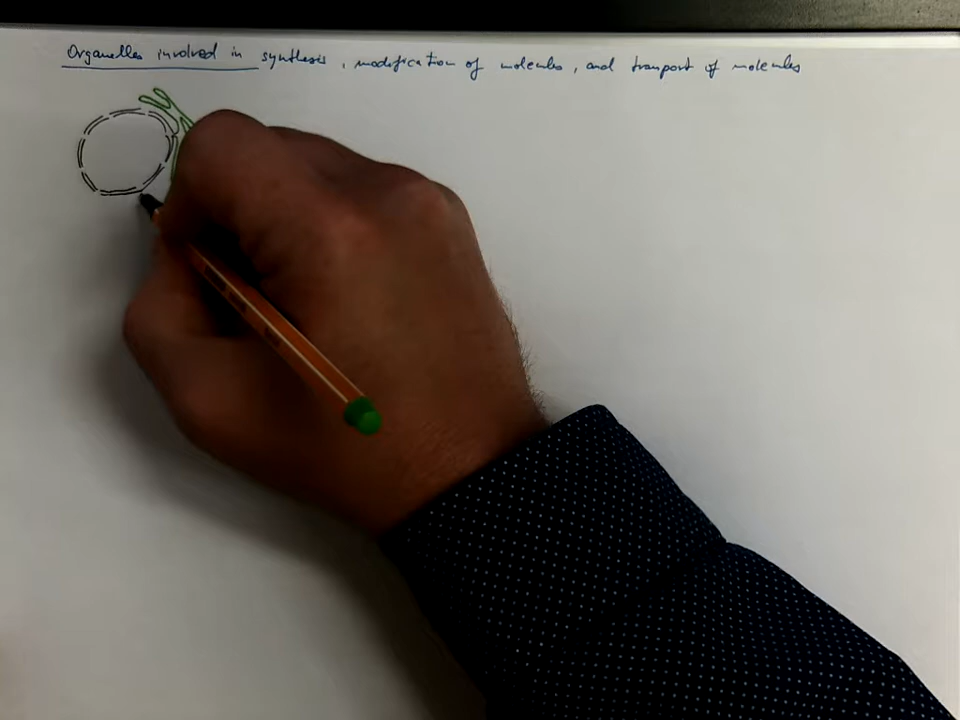 Organelles involved in synthesis, modification of molecules, and transport of molecules